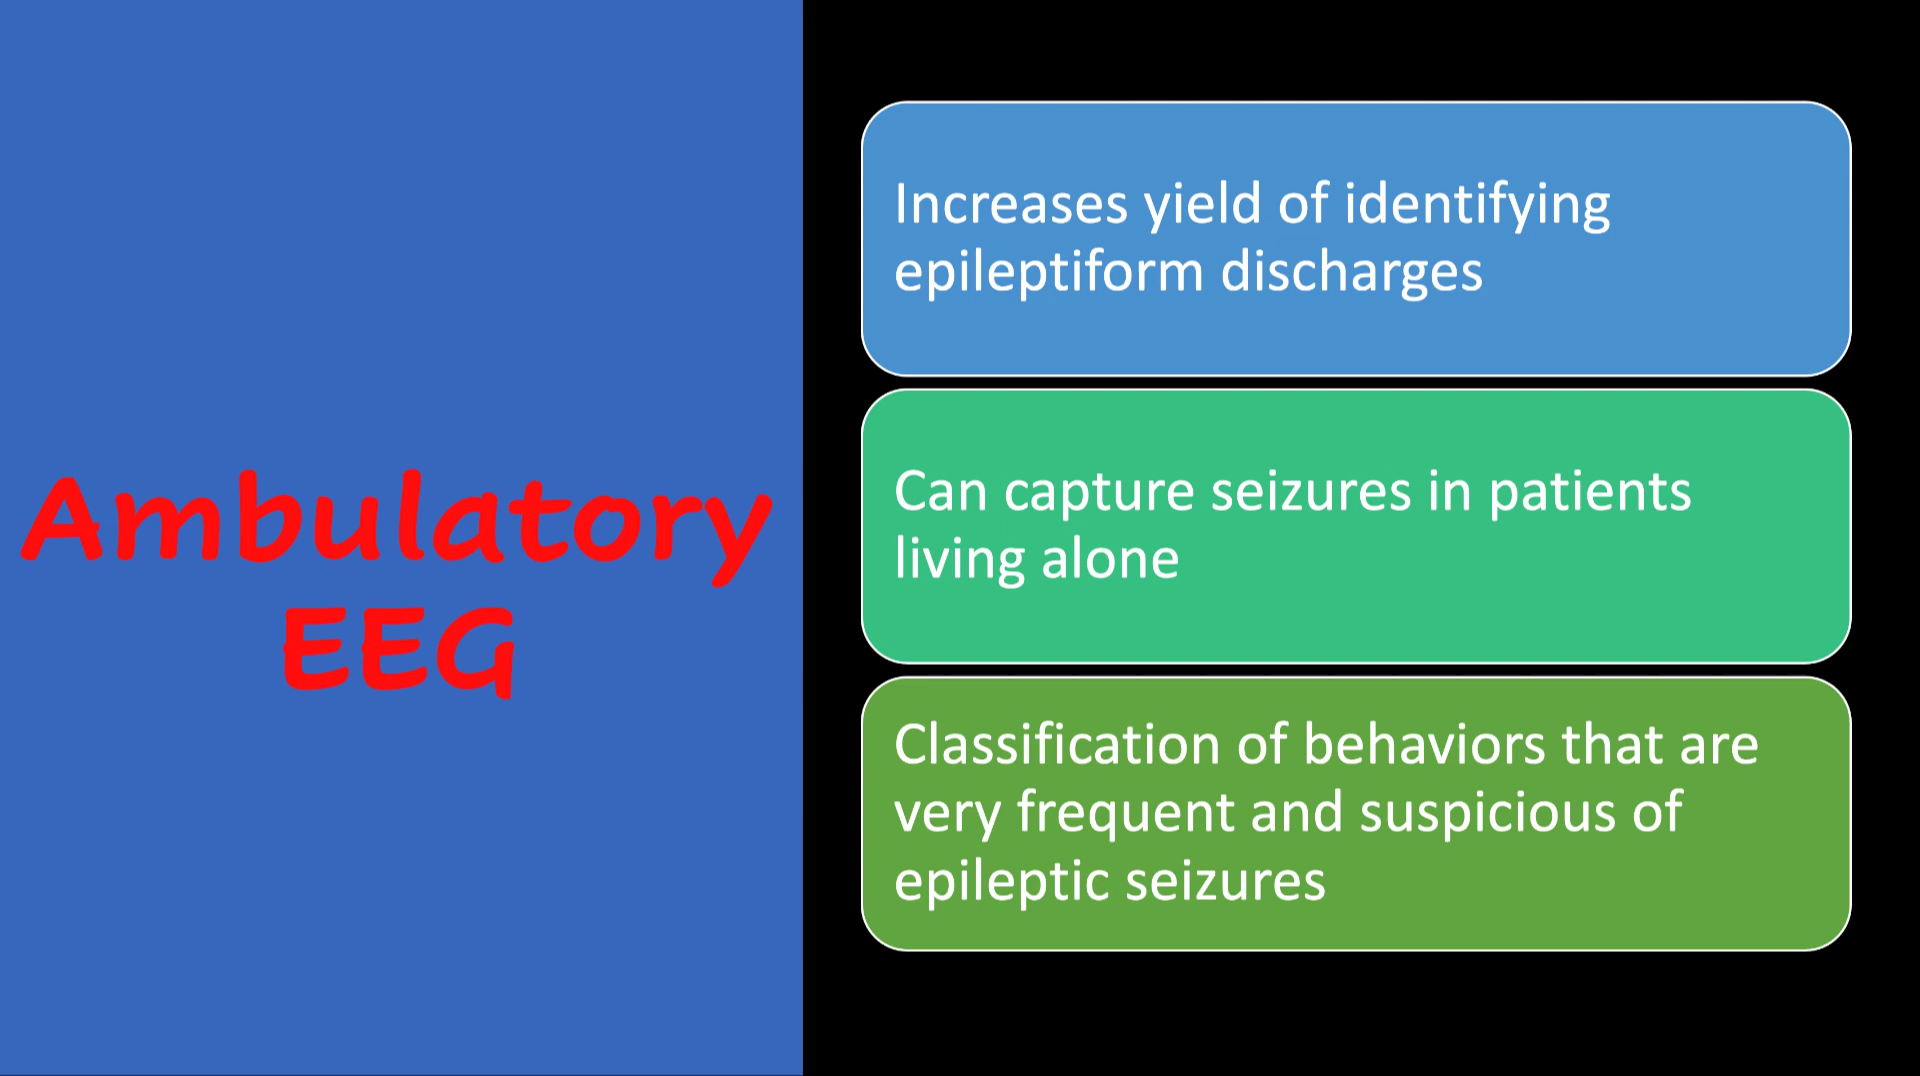 Ambulatory
EEG
Increases yield of identifying
epileptiform discharges
Can capture seizures in patients
living alone
Classification of behaviors that are
very frequent and suspicious of
epileptic seizures